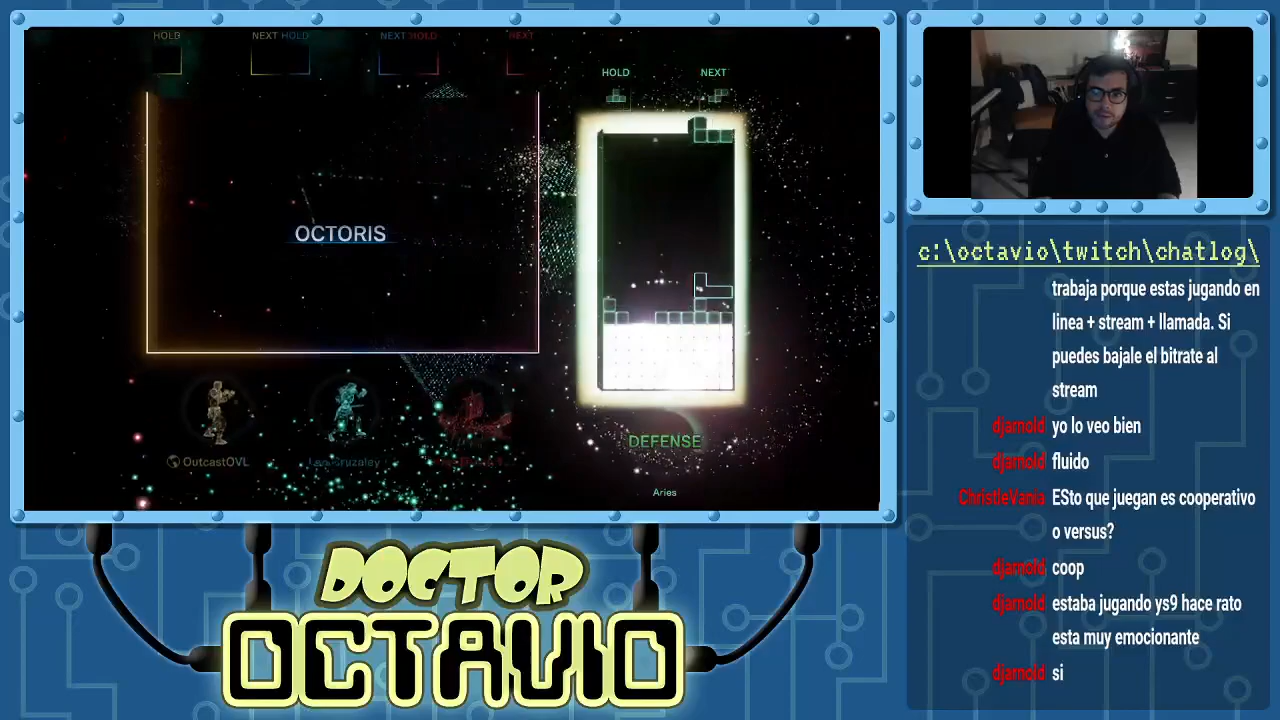 HOLD
NEXT HOLD
NEXT HOLD
NEXT
HOLD
NEXT
OCTORIS
DEFENSE
OutcastOVL
Leo Gruzaley
Aries
DOCTOR
OCTAVIO
c:\octavio\twitch\chatlog\
trabaja porque estas jugando en
linea + stream + llamada. Si
puedes bajale el bitrate al
stream
djarnold yo lo veo bien
djarnold fluido
ChristleVania ESto que juegan es cooperativo
o versus?
djarnold coop
djarnold estaba jugando ys9 hace rato
esta muy emocionante
djarnold si